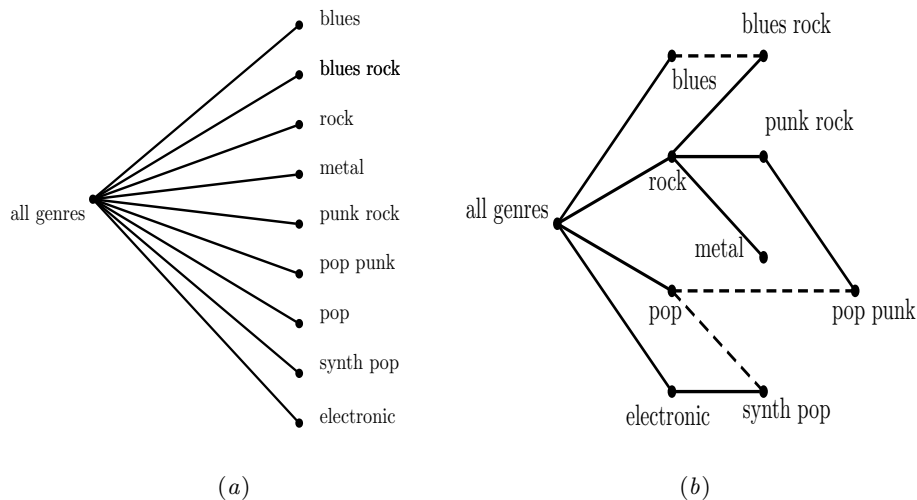 blues
blues rock
rock
metal
all genres
punk rock
pop punk
pop
synth pop
electronic
(a)
blues rock
blues
punk rock
rock
all genres
metal
pop
pop punk
electronic
synth pop
(b)